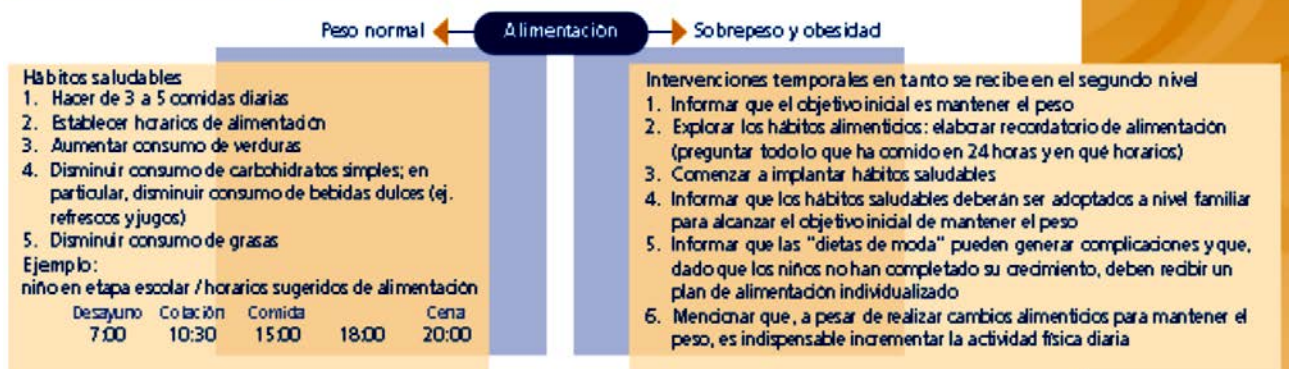 Peso normal Alimentación Sobrepeso y obesidad
Hábitos saludables
1. Hacer de 3 a 5 comidas diarias
2. Establecer horarios de alimentación
3. Aumentar consumo de verduras
4. Disminuir consumo de carbohidratos simples; en
particular, disminuir consumo de bebidas dulces (ej.
refrescos y jugos)
5. Disminuir consumo de grasas
Ejemplo:
niño en etapa escolar / horarios sugeridos de alimentación
Desayuno Colación Comida Cena
7:00 10:30 15:00 18:00 20:00
Intervenciones temporales en tanto se recibe en el segundo nivel
1. Informar que el objetivo inicial es mantener el peso
2. Explorar los hábitos alimenticios: elaborar recordatorio de alimentación
(preguntar todo lo que ha comido en 24 horas y en qué horarios)
3. Comenzar a implantar hábitos saludables
4. Informar que los hábitos saludables deberán ser adoptados a nivel familiar
para alcanzar el objetivo inicial de mantener el peso
5. Informar que las "dietas de moda" pueden generar complicaciones y que,
dado que los niños no han completado su crecimiento, deben recibir un
plan de alimentación individualizado
6. Mencionar que, a pesar de realizar cambios alimenticios para mantener el
peso, es indispensable incrementar la actividad física diaria